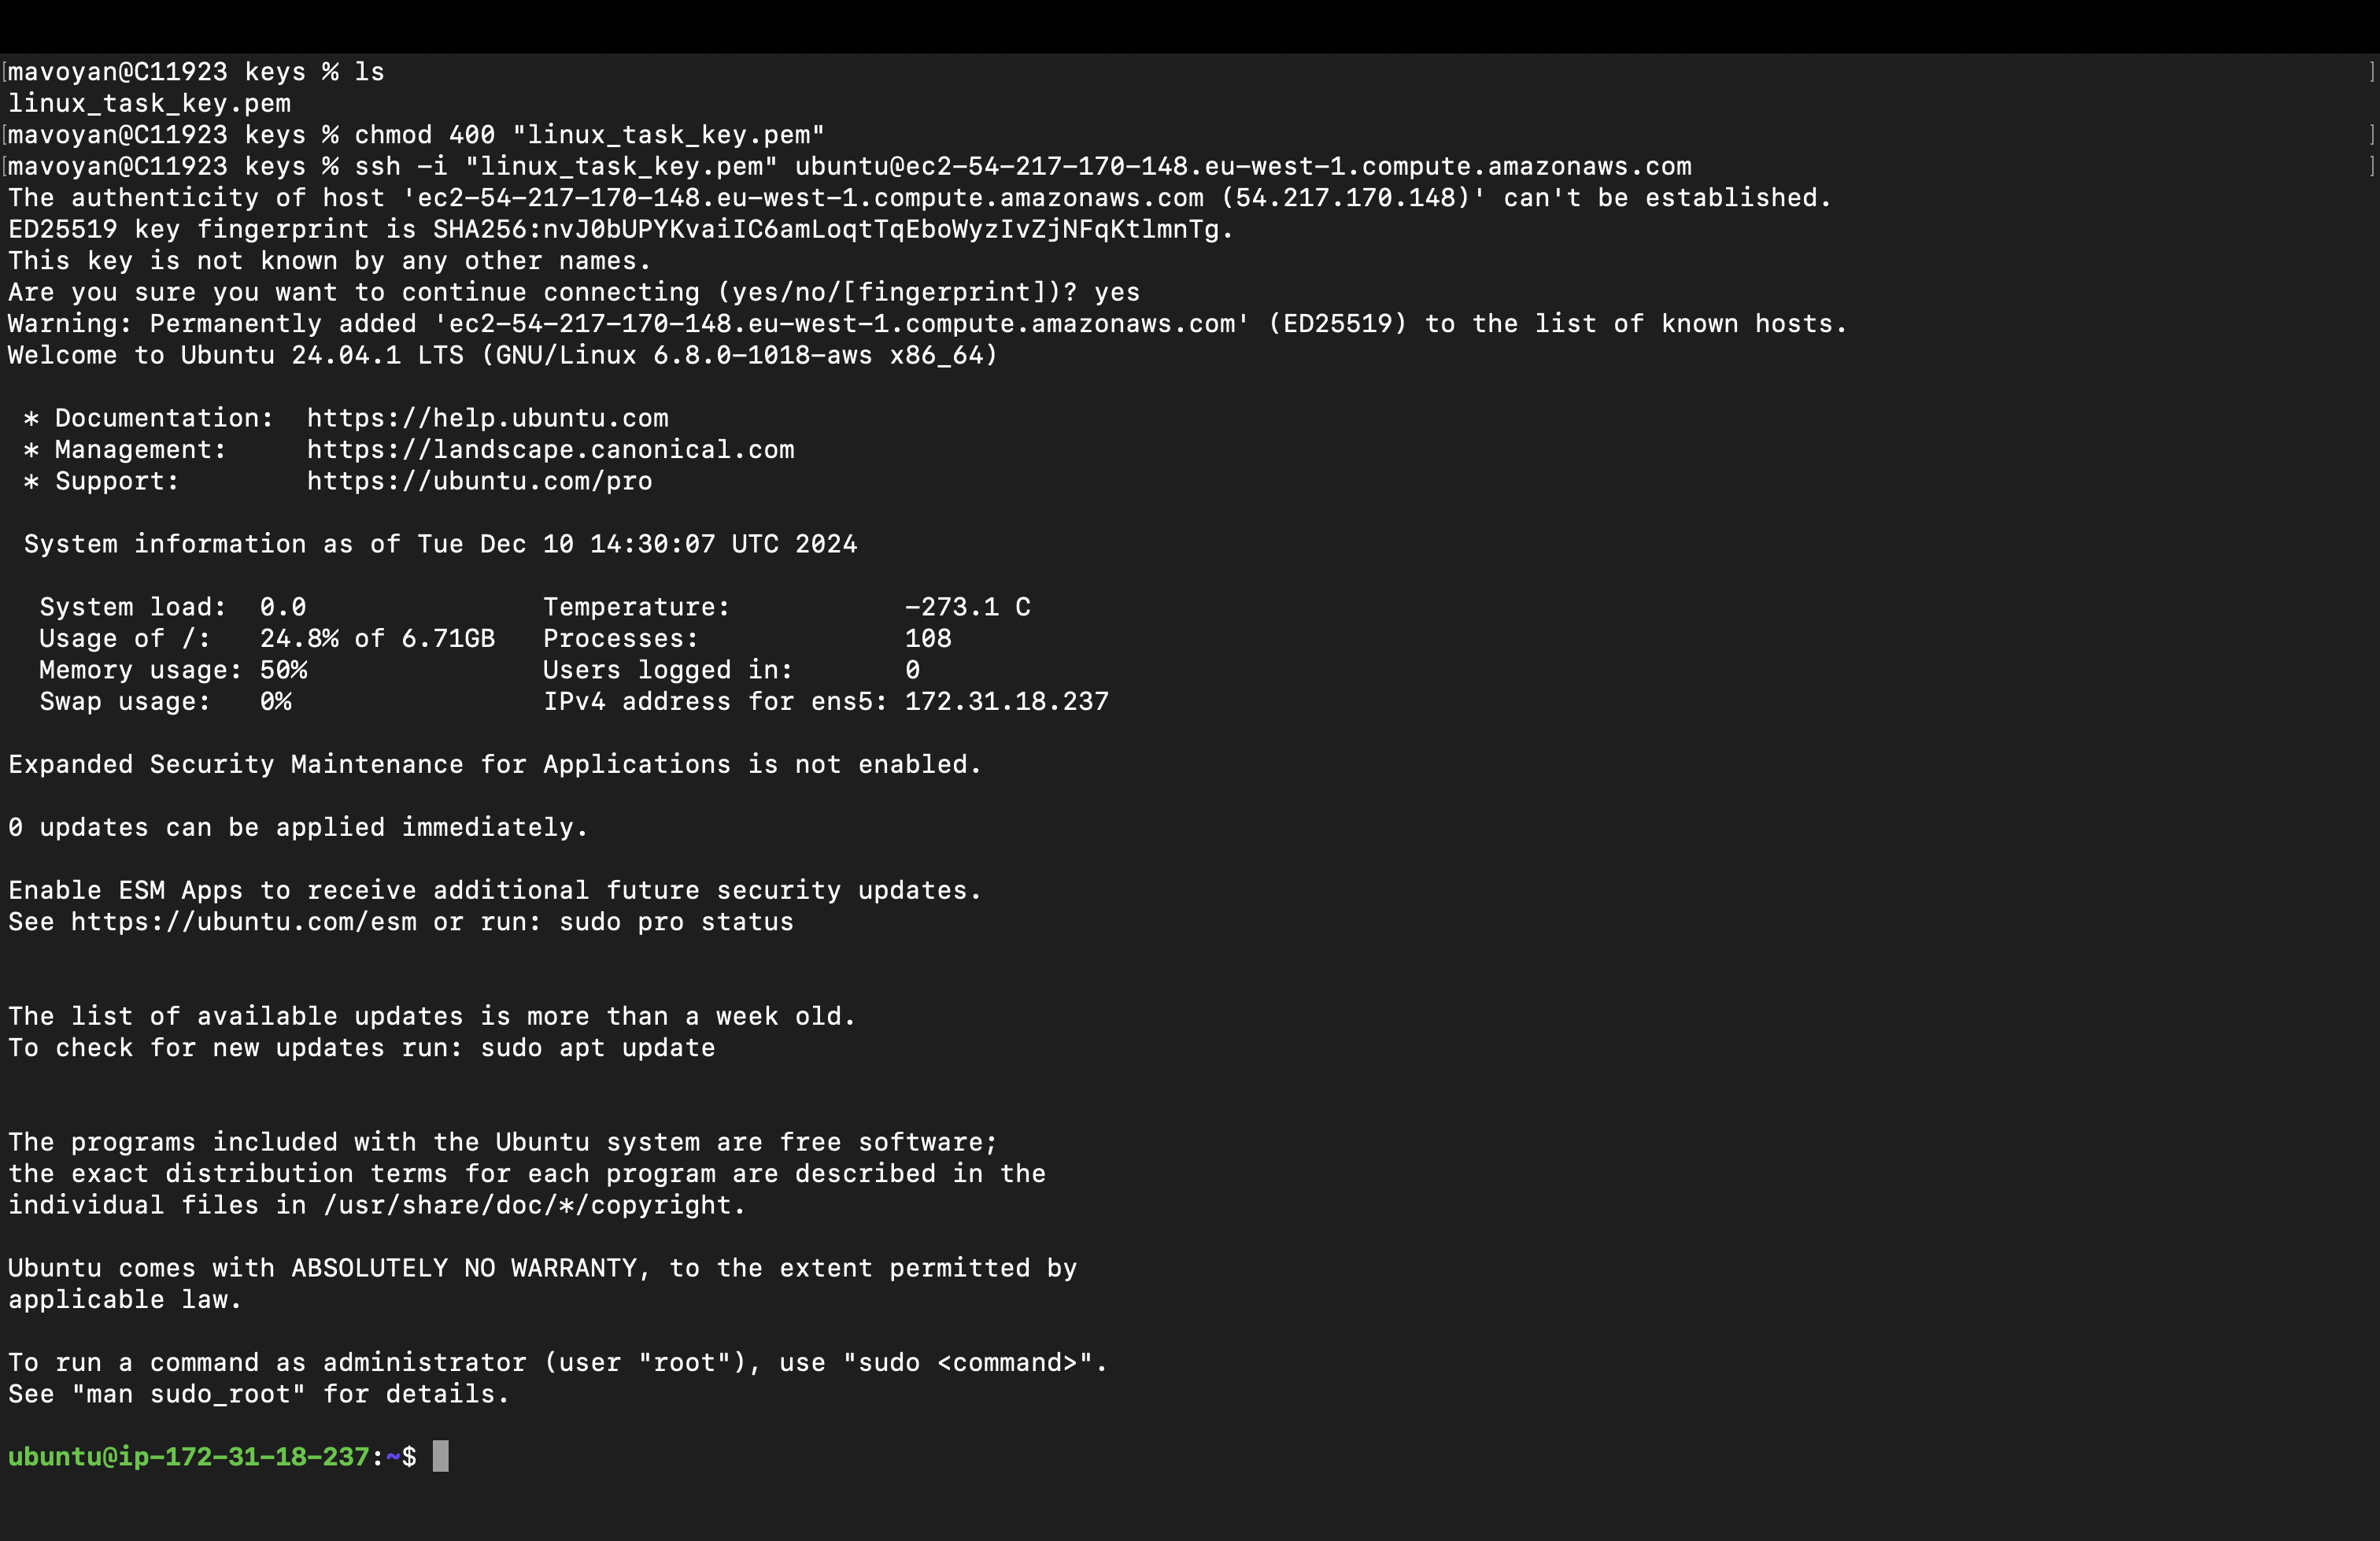 [mavoyan@C11923 keys % ls ]
linux_task_key.pem
[mavoyan@C11923 keys % chmod 400 "linux_task_key.pem" ]
[mavoyan@C11923 keys % ssh -i "linux_task_key.pem" ubuntu@ec2-54-217-170-148.eu-west-1.compute.amazonaws.com ]
The authenticity of host 'ec2-54-217-170-148.eu-west-1.compute.amazonaws.com (54.217.170.148)' can't be established.
ED25519 key fingerprint is SHA256:nvJ0bUPYKvaiIC6amLoqtTqEboWyzIvZjNFqKtlmnTg.
This key is not known by any other names.
Are you sure you want to continue connecting (yes/no/[fingerprint])? yes
Warning: Permanently added 'ec2-54-217-170-148.eu-west-1.compute.amazonaws.com' (ED25519) to the list of known hosts.
Welcome to Ubuntu 24.04.1 LTS (GNU/Linux 6.8.0-1018-aws x86_64)

 * Documentation:  https://help.ubuntu.com
 * Management:     https://landscape.canonical.com
 * Support:        https://ubuntu.com/pro

 System information as of Tue Dec 10 14:30:07 UTC 2024

  System load:  0.0               Temperature:           -273.1 C
  Usage of /:   24.8% of 6.71GB   Processes:             108
  Memory usage: 50%               Users logged in:       0
  Swap usage:   0%                IPv4 address for ens5: 172.31.18.237

Expanded Security Maintenance for Applications is not enabled.

0 updates can be applied immediately.

Enable ESM Apps to receive additional future security updates.
See https://ubuntu.com/esm or run: sudo pro status

The list of available updates is more than a week old.
To check for new updates run: sudo apt update

The programs included with the Ubuntu system are free software;
the exact distribution terms for each program are described in the
individual files in /usr/share/doc/*/copyright.

Ubuntu comes with ABSOLUTELY NO WARRANTY, to the extent permitted by
applicable law.

To run a command as administrator (user "root"), use "sudo <command>".
See "man sudo_root" for details.

ubuntu@ip-172-31-18-237:~$